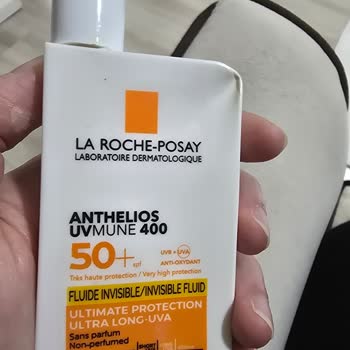 LA ROCHE-POSAY
LABORATOIRE DERMATOLOGIQUE
ANTHELIOS
UVMUNE 400
50+ spf
UVB + UVA
ANTI-OXYDANT
Très haute protection / Very high protection
FLUIDE INVISIBLE/INVISIBLE FLUID
ULTIMATE PROTECTION
ULTRA LONG-UVA
Sans parfum
Non-perfumed